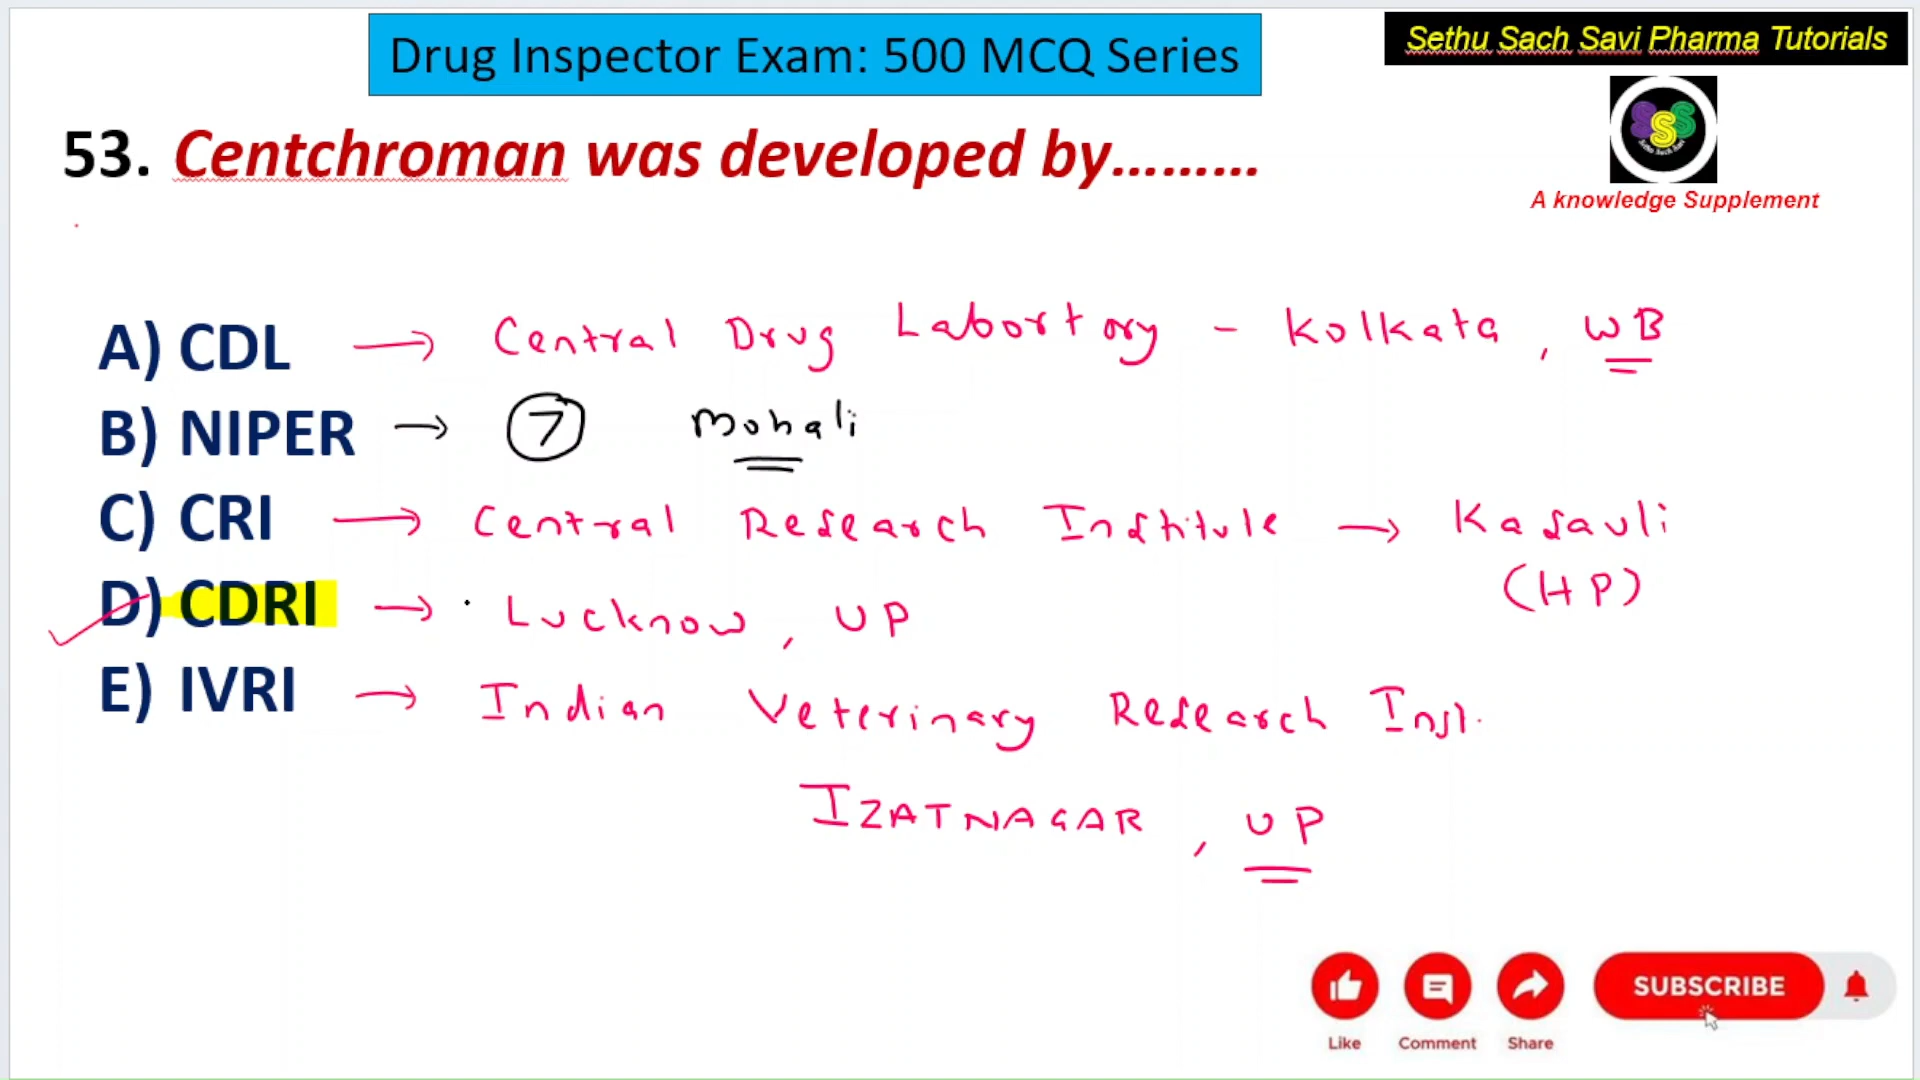 Drug Inspector Exam: 500 MCQ Series
Sethu Sach Savi Pharma Tutorials
SSS
A knowledge Supplement
53. Centchroman was developed by.........
A) CDL → Central Drug Labortory - Kolkata, WB
B) NIPER → 7 Mohali
C) CRI → Central Research Institute → Kasauli
(HP)
D) CDRI → Lucknow, UP
E) IVRI → Indian Veterinary Research Inst.
IZATNAGAR, UP
SUBSCRIBE
Like Comment Share